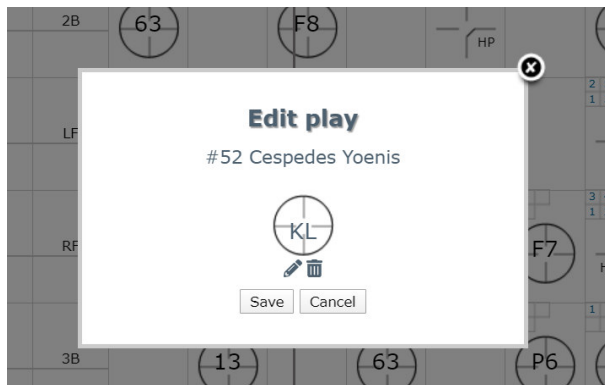 2B 63 F8 HP
2
1
Edit play
LF
#52 Cespedes Yoenis
3
1
KL
RF F7
Save Cancel
1
3B 13 63 P6